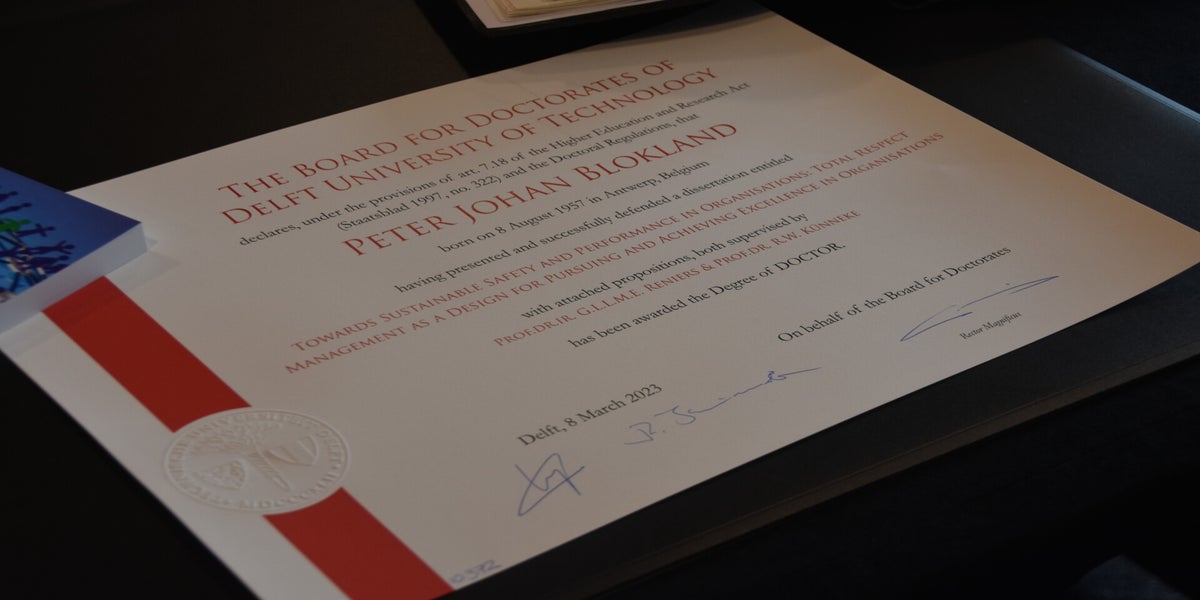 The Board for Doctorates of
Delft University of Technology
declares, under the provisions of art. 7.18 of the Higher Education and Research Act
(Staatsblad 1997, no. 322) and the Doctoral Regulations, that
Peter Johan Blokland
born on 8 August 1957 in Antwerp, Belgium
having presented and successfully defended a dissertation entitled
Towards Sustainable Safety and Performance in Organisations: Total Respect
Management as a Design for Pursuing and Achieving Excellence in Organisations
with attached propositions, both supervised by
Prof.dr.ir. G.L.L.M.E. Reniers & Prof.dr. R.W. Künneke
has been awarded the Degree of DOCTOR.
On behalf of the Board for Doctorates
Rector Magnificus
Delft, 8 March 2023
10372